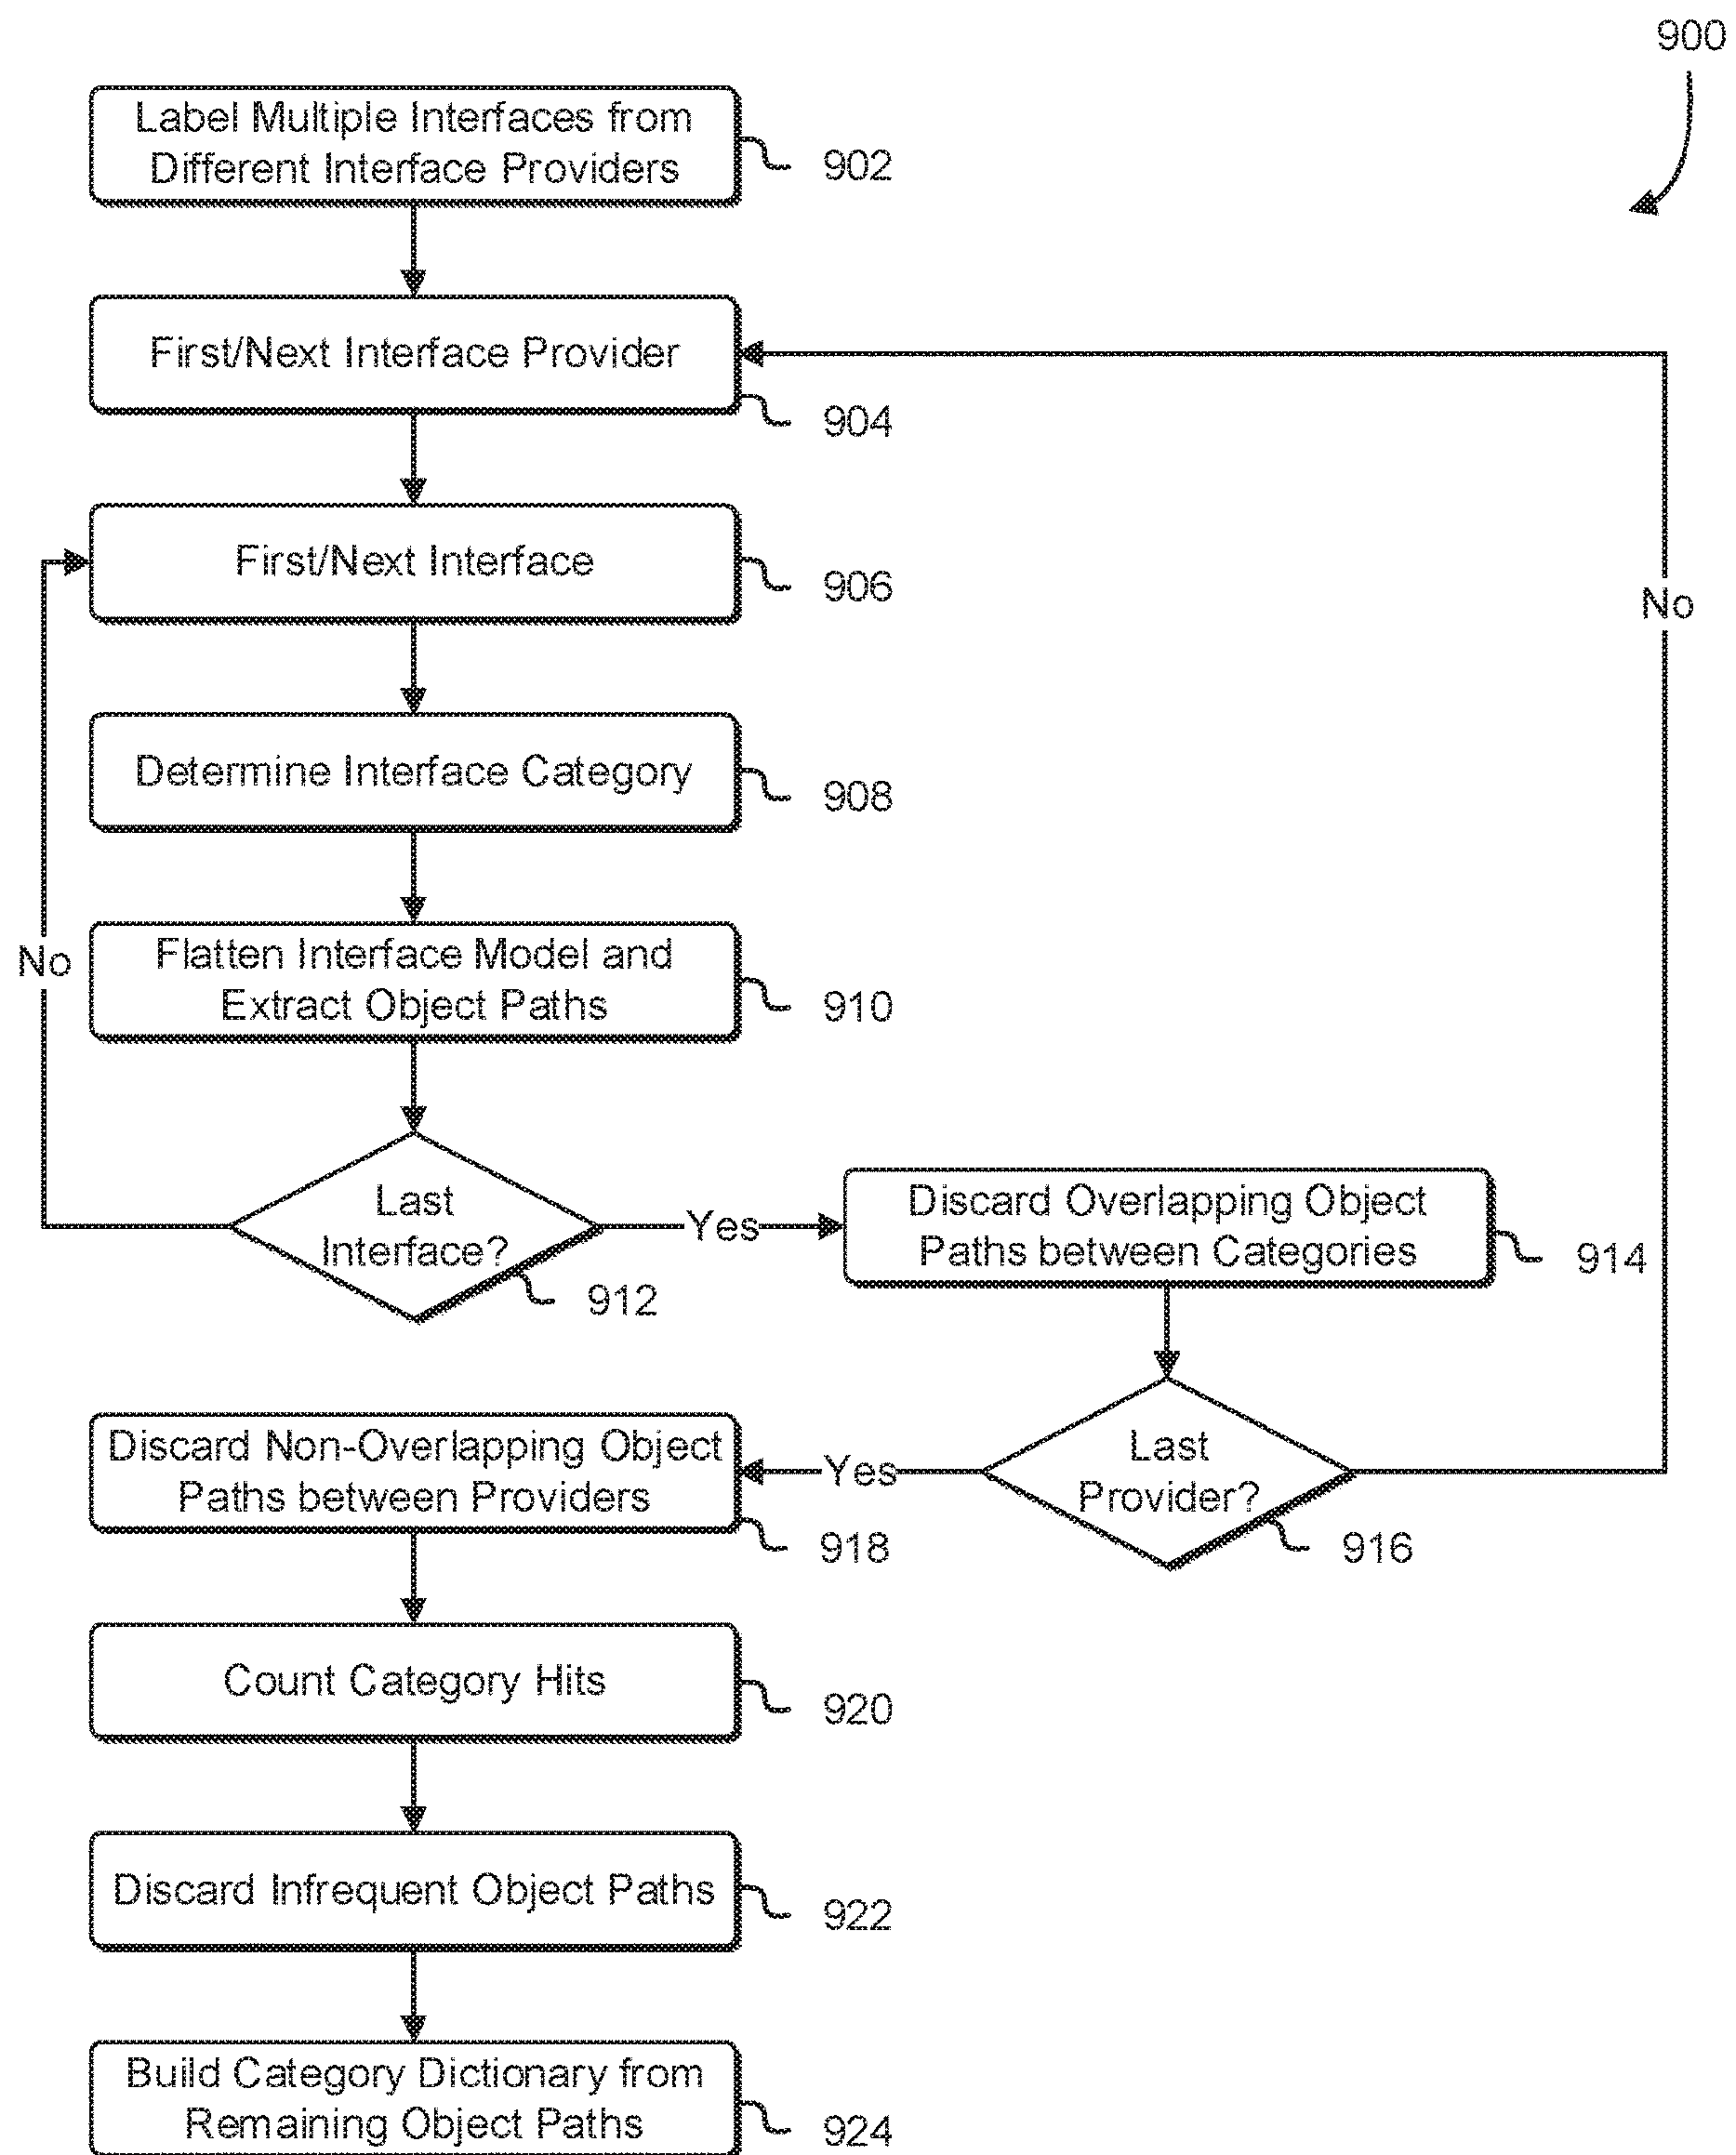 900
Label Multiple Interfaces from
Different Interface Providers
902
First/Next Interface Provider
904
First/Next Interface
906
No
Determine Interface Category
908
No
Flatten Interface Model and
Extract Object Paths
910
Last
Interface?
912
Yes
Discard Overlapping Object
Paths between Categories
914
Discard Non-Overlapping Object
Paths between Providers
918
Yes
Last
Provider?
916
Count Category Hits
920
Discard Infrequent Object Paths
922
Build Category Dictionary from
Remaining Object Paths
924